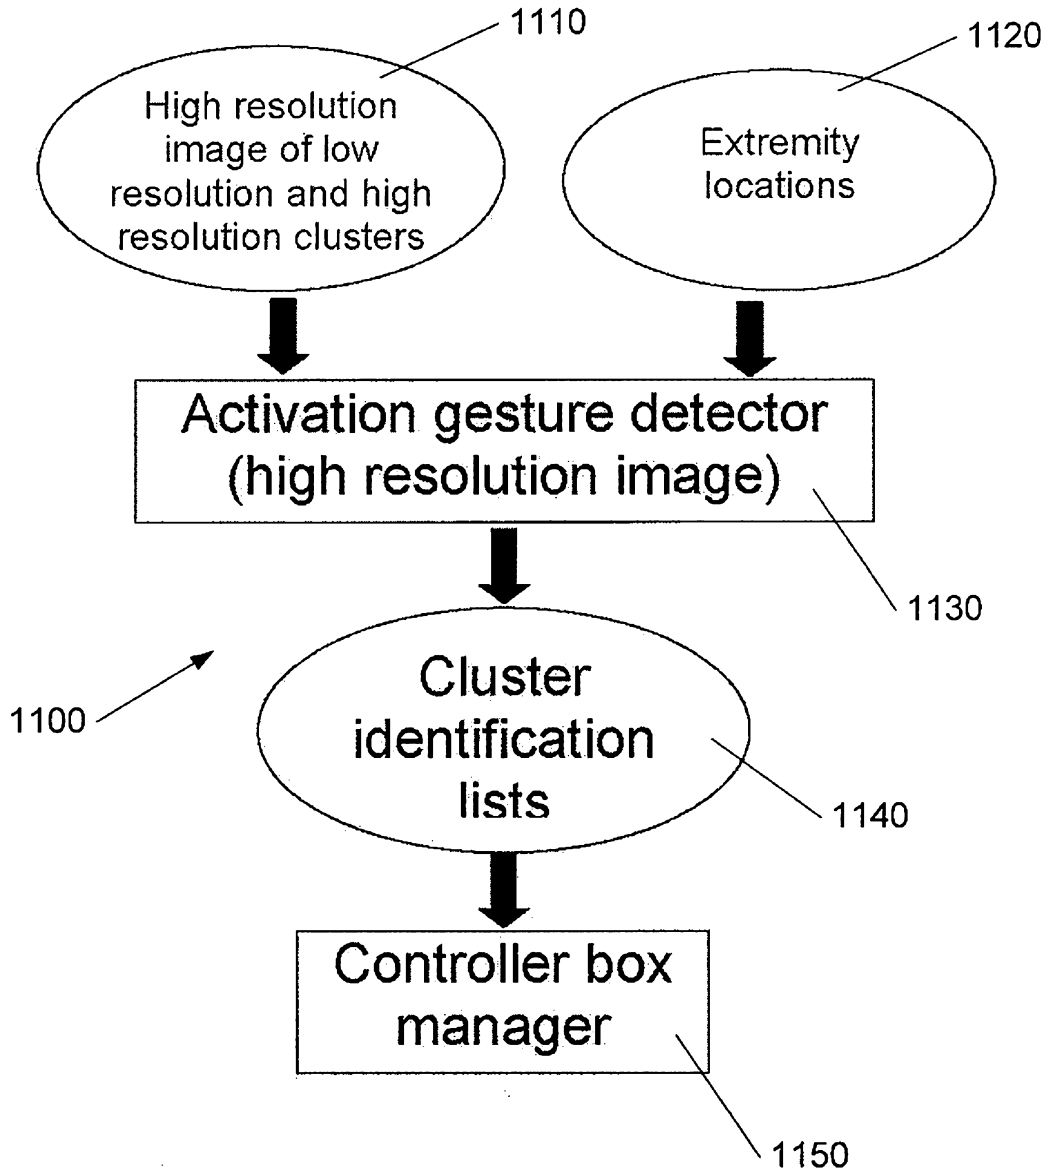 1110
1120
High resolution
image of low
resolution and high
resolution clusters
Extremity
locations
Activation gesture detector
(high resolution image)
1130
1100
Cluster
identification
lists
1140
Controller box
manager
1150